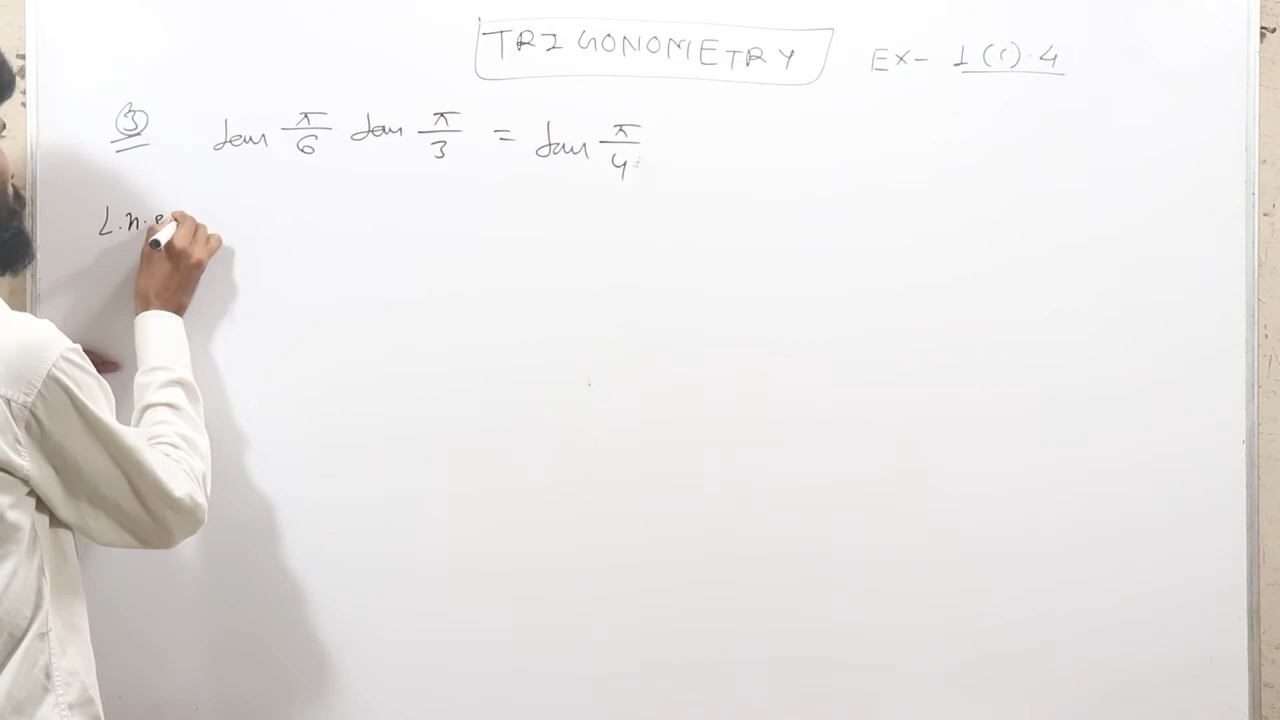 TRIGONOMETRY
Ex- 1(c).4
③ tan π/6 tan π/3 = tan π/4
L.H.S